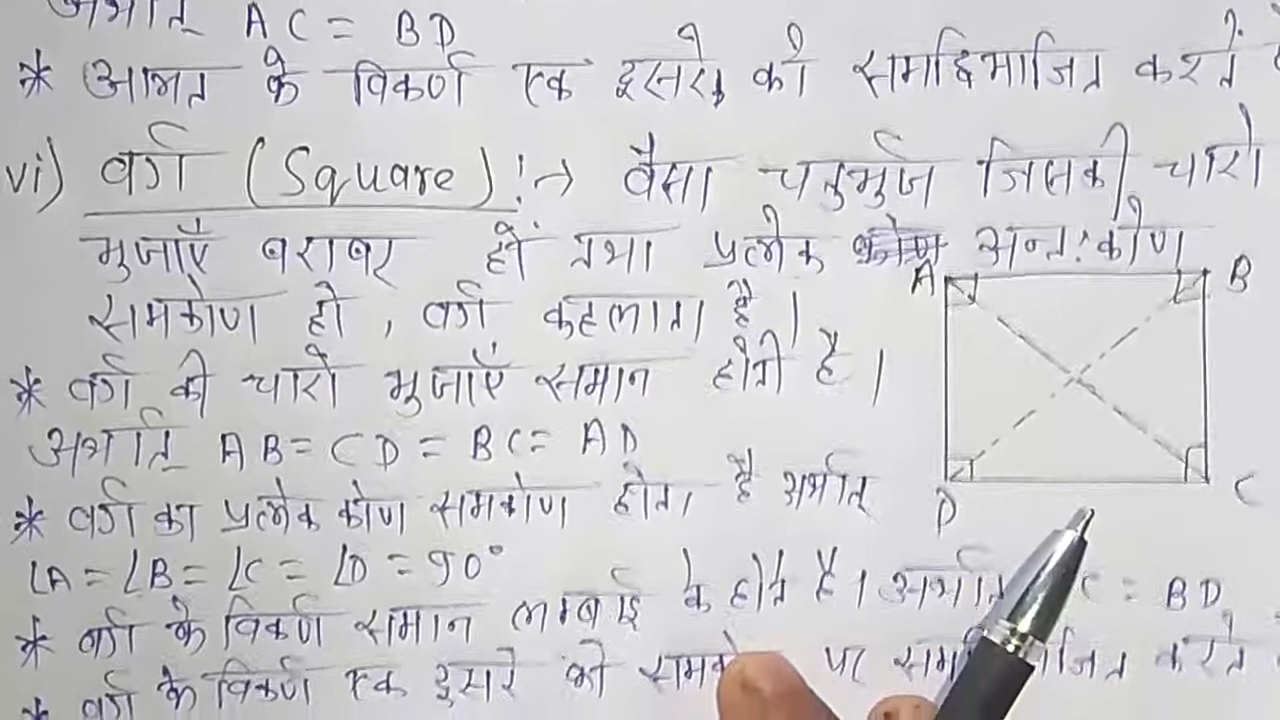 अर्थात् AC = BD
* आयत के विकर्ण एक दूसरे को समद्विभाजित करते
vi) वर्ग (Square) :→ वैसा चतुर्भुज जिसकी चारो
भुजाएँ बराबर हों तथा प्रत्येक अन्तःकोण
समकोण हो, वर्ग कहलाता है।
* वर्ग की चारो भुजाएँ समान होती है।
अर्थात् AB = CD = BC = AD
* वर्ग का प्रत्येक कोण समकोण होता है अर्थात्
∠A = ∠B = ∠C = ∠D = 90°
* वर्ग के विकर्ण समान लम्बाई के होते है। अर्थात् C = BD
* वर्ग के विकर्ण एक दूसरे को पर करते
A B
D C